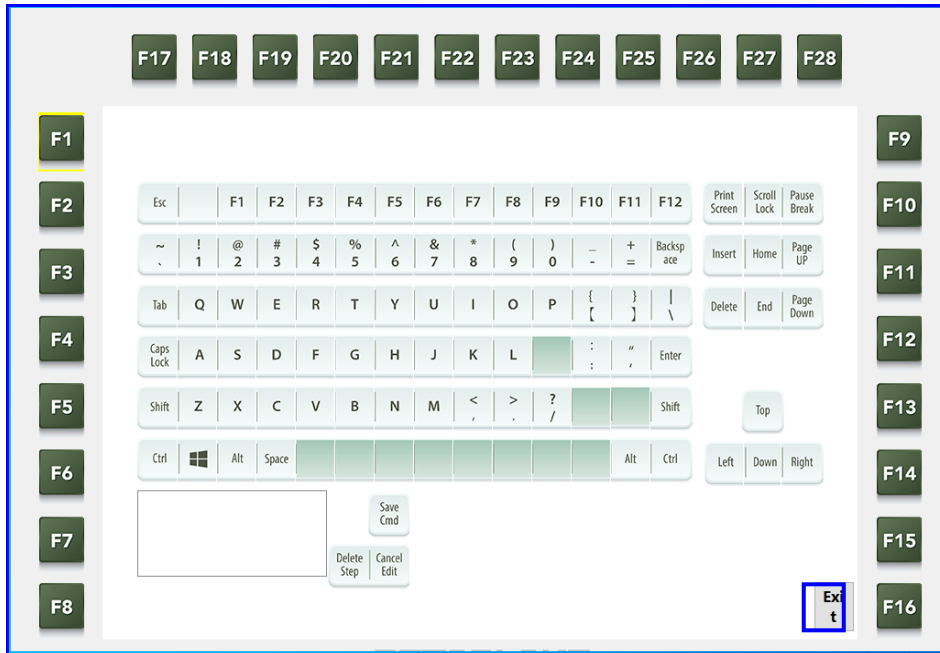 F17 F18 F19 F20 F21 F22 F23 F24 F25 F26 F27 F28
F1 F9
Esc F1 F2 F3 F4 F5 F6 F7 F8 F9 F10 F11 F12 Print Screen Scroll Lock Pause Break
F2 F10
~ ! @ # $ % ^ & * ( ) _ + Backsp
` 1 2 3 4 5 6 7 8 9 0 - = ace
Insert Home Page UP
F3 F11
Tab Q W E R T Y U I O P { } |
【 】 \
Delete End Page Down
F4 F12
Caps Lock A S D F G H J K L : " Enter
; '
F5 F13
Shift Z X C V B N M < > ? Shift
, . /
Top
Ctrl Alt Space Alt Ctrl
Left Down Right
F6 F14
Save
Cmd
F7 F15
Delete Cancel
Step Edit
F8 F16
Exi
t